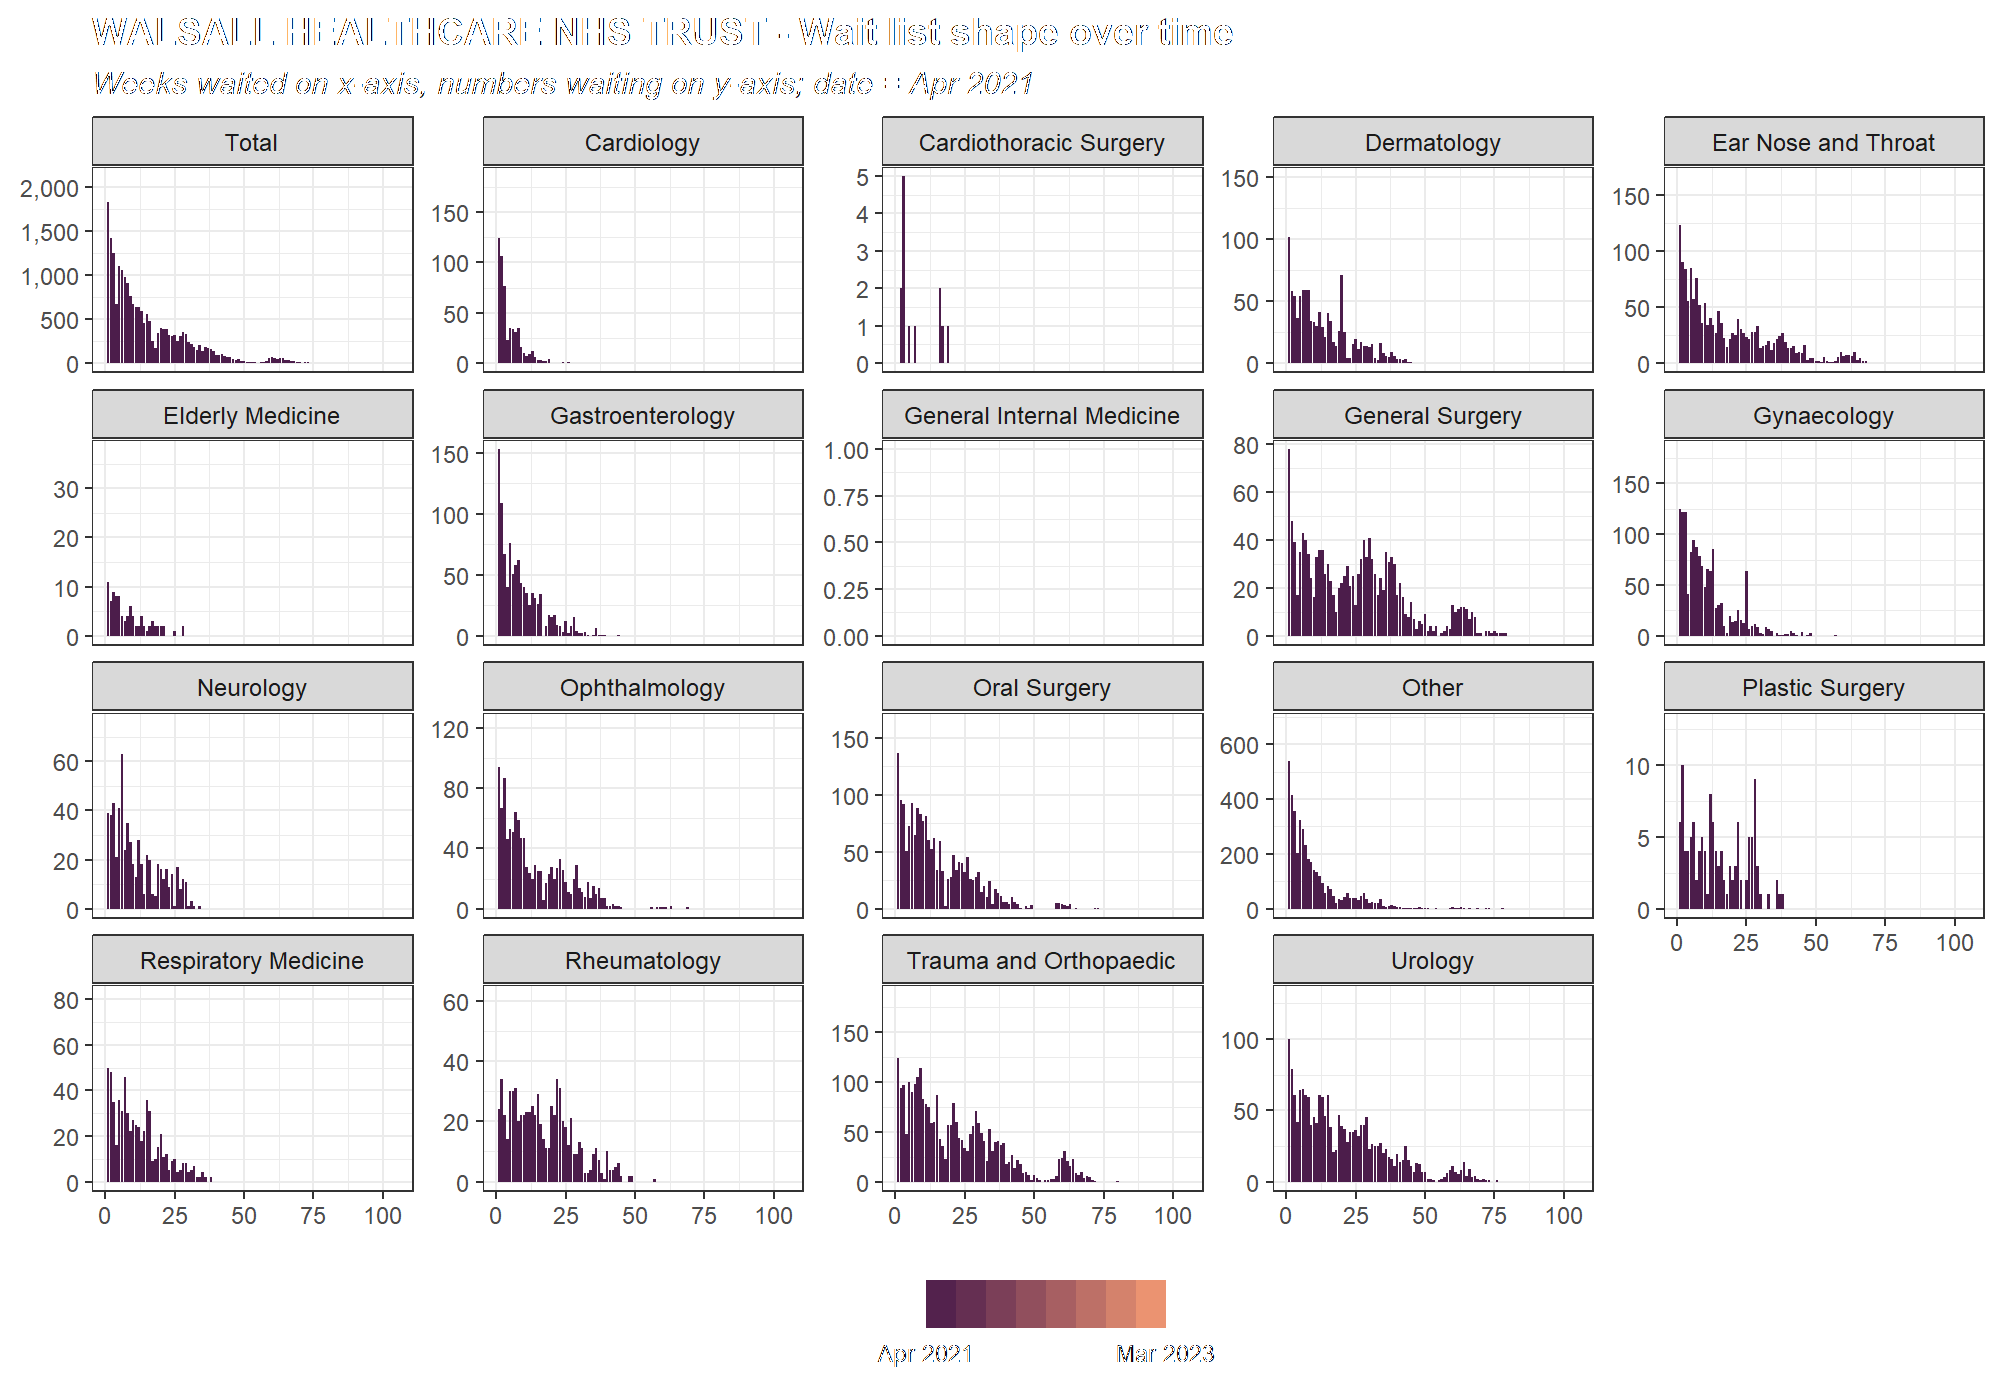 WALSALL HEALTHCARE NHS TRUST - Wait list shape over time
Weeks waited on x-axis, numbers waiting on y-axis; date = Apr 2021
Total
2,000
1,500
1,000
500
0
Cardiology
150
100
50
0
Cardiothoracic Surgery
5
4
3
2
1
0
Dermatology
150
100
50
0
Ear Nose and Throat
150
100
50
0
Elderly Medicine
30
20
10
0
Gastroenterology
150
100
50
0
General Internal Medicine
1.00
0.75
0.50
0.25
0.00
General Surgery
80
60
40
20
0
Gynaecology
150
100
50
0
Neurology
60
40
20
0
Ophthalmology
120
80
40
0
Oral Surgery
150
100
50
0
Other
600
400
200
0
Plastic Surgery
10
5
0
0 25 50 75 100
Respiratory Medicine
80
60
40
20
0
0 25 50 75 100
Rheumatology
60
40
20
0
0 25 50 75 100
Trauma and Orthopaedic
150
100
50
0
0 25 50 75 100
Urology
100
50
0
0 25 50 75 100
Apr 2021 Mar 2023